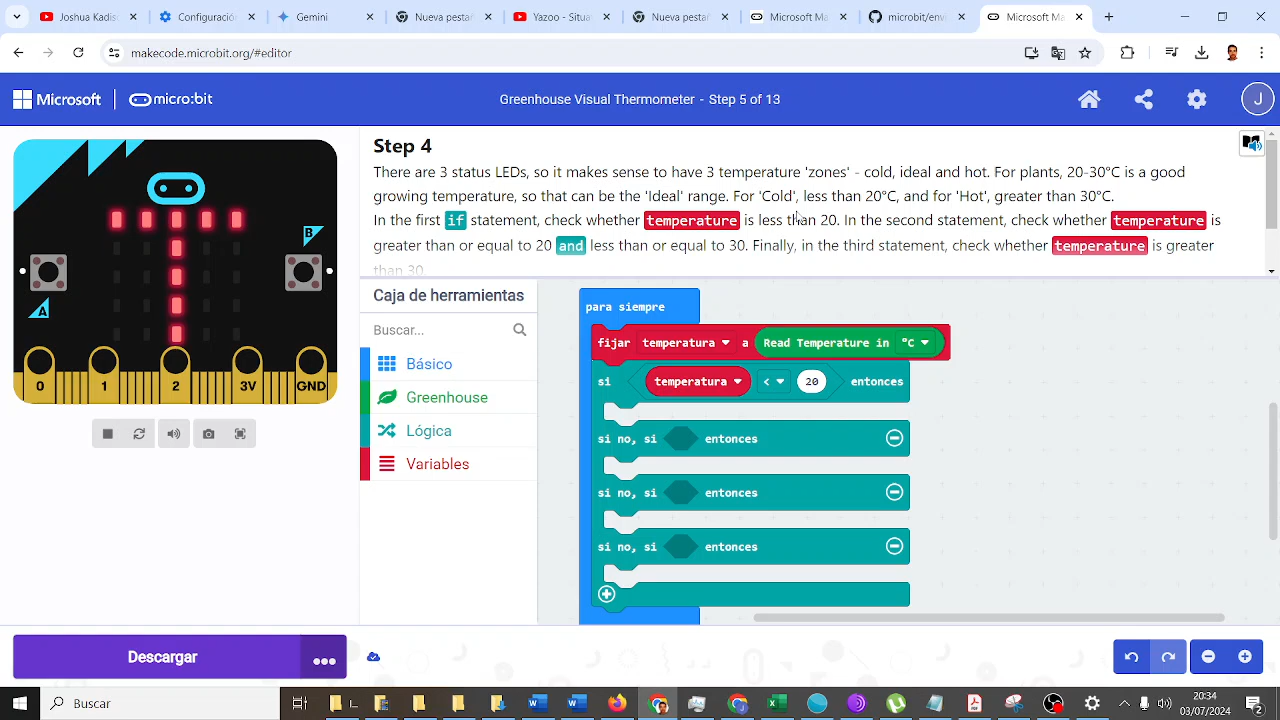 Joshua Kadis
Configuració
Gemini
Nueva pestañ
Yazoo - Situa
Nueva pestañ
Microsoft Ma
microbit/env
Microsoft Ma
makecode.microbit.org/#editor
Microsoft
micro:bit
Greenhouse Visual Thermometer - Step 5 of 13
J
Step 4
There are 3 status LEDs, so it makes sense to have 3 temperature 'zones' - cold, ideal and hot. For plants, 20-30°C is a good
growing temperature, so that can be the 'Ideal' range. For 'Cold', less than 20°C, and for 'Hot', greater than 30°C.
In the first if statement, check whether temperature is less than 20. In the second statement, check whether temperature is
greater than or equal to 20 and less than or equal to 30. Finally, in the third statement, check whether temperature is greater
than 30.
B
A
0 1 2 3V GND
Caja de herramientas
Buscar...
Básico
Greenhouse
Lógica
Variables
para siempre
fijar temperatura a Read Temperature in °C
si temperatura < 20 entonces
si no, si entonces
si no, si entonces
si no, si entonces
Descargar
Buscar
20:34
03/07/2024
2